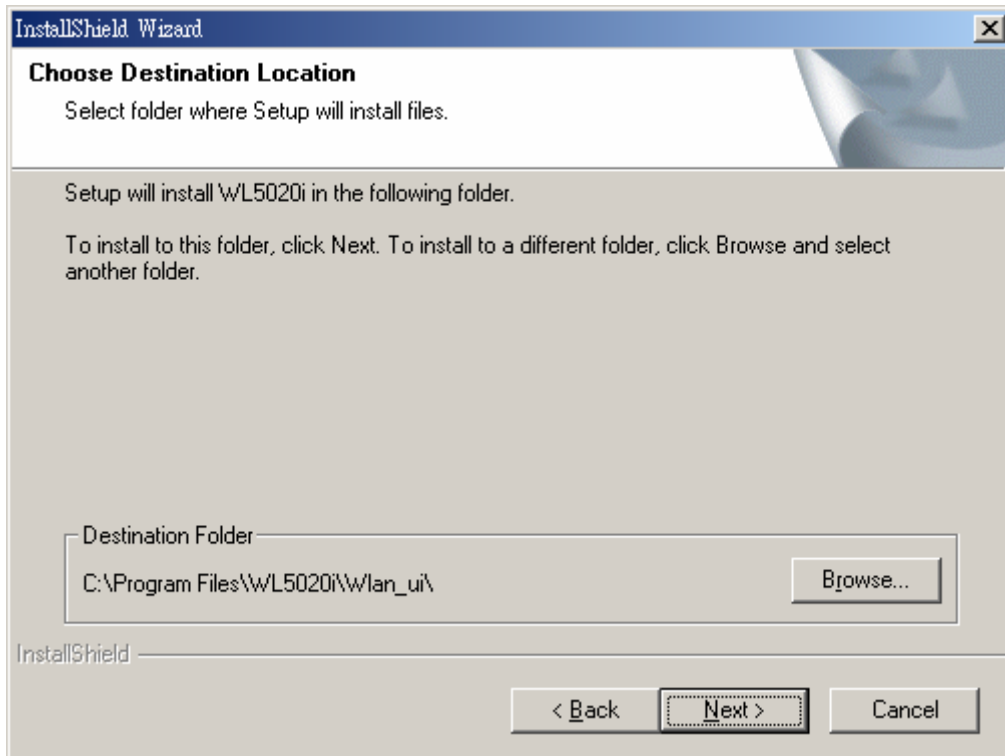 InstallShield Wizard
Choose Destination Location
Select folder where Setup will install files.
Setup will install WL5020i in the following folder.
To install to this folder, click Next. To install to a different folder, click Browse and select
another folder.
Destination Folder
C:\Program Files\WL5020i\Wlan_ui\
Browse...
InstallShield
< Back
Next >
Cancel